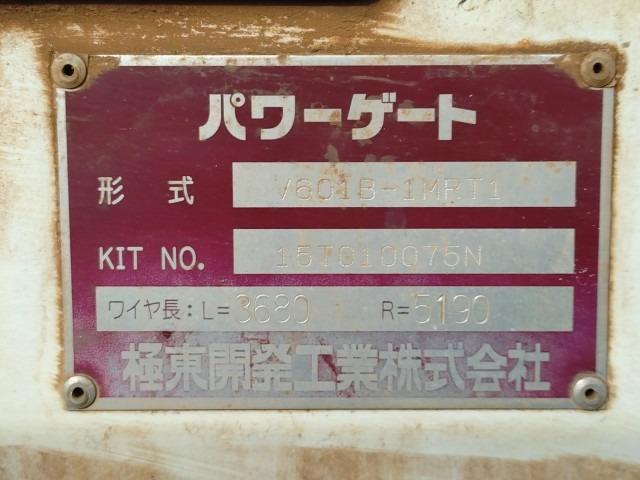 パワーゲート
形 式 V601B-1MRT1
KIT NO. 157010075N
ワイヤ長：L=3680 R=5190
極東開発工業株式会社